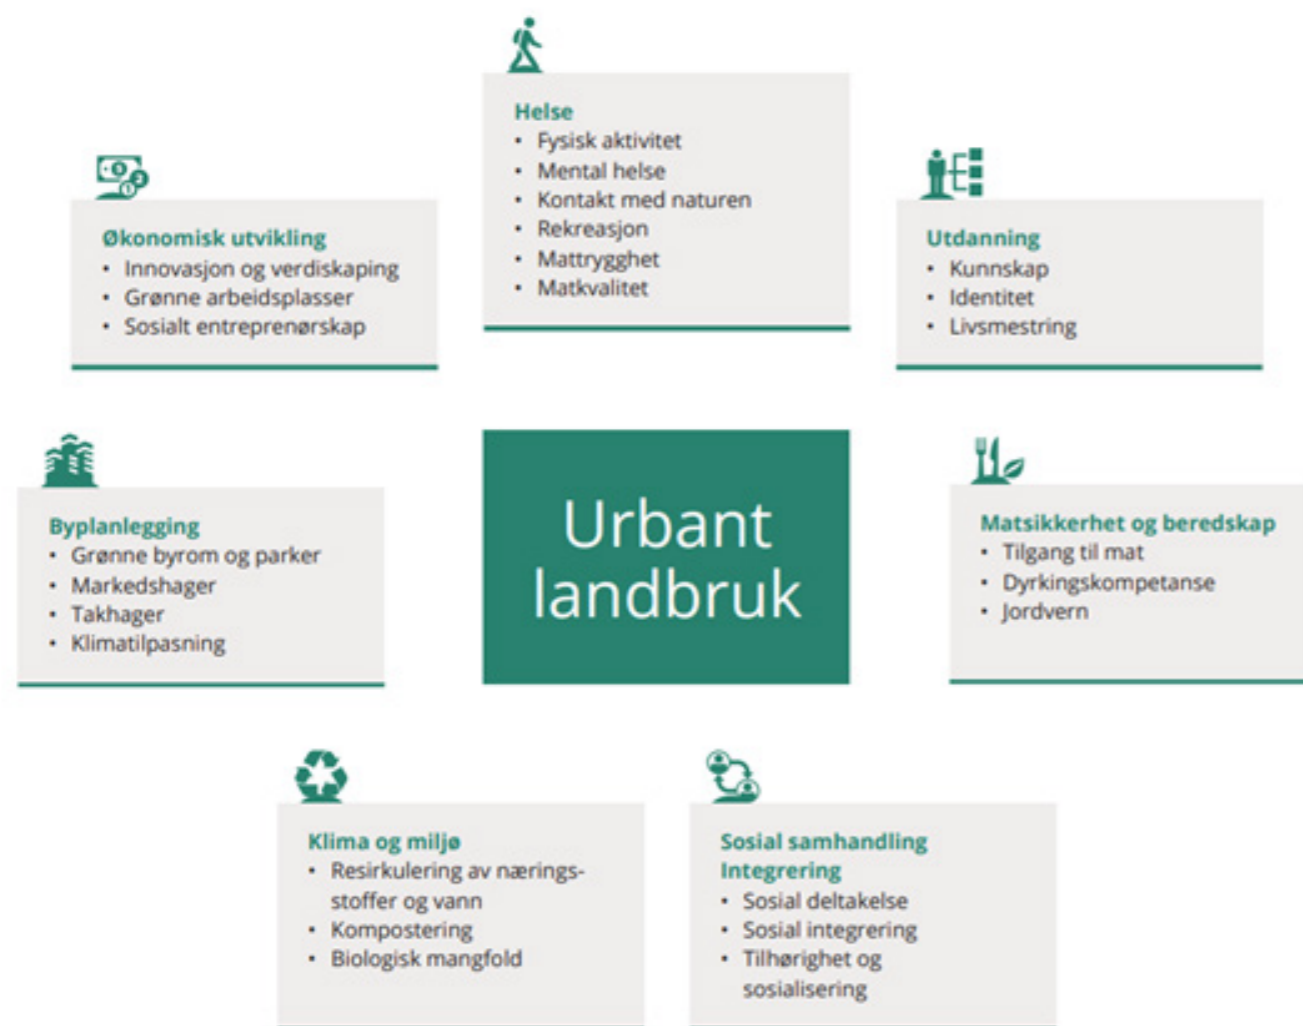 Helse
• Fysisk aktivitet
• Mental helse
• Kontakt med naturen
• Rekreasjon
• Mattrygghet
• Matkvalitet
Økonomisk utvikling
• Innovasjon og verdiskaping
• Grønne arbeidsplasser
• Sosialt entreprenørskap
Utdanning
• Kunnskap
• Identitet
• Livsmestring
Byplanlegging
• Grønne byrom og parker
• Markedshager
• Takhager
• Klimatilpasning
Urbant
landbruk
Matsikkerhet og beredskap
• Tilgang til mat
• Dyrkingskompetanse
• Jordvern
Klima og miljø
• Resirkulering av nærings-
stoffer og vann
• Kompostering
• Biologisk mangfold
Sosial samhandling
Integrering
• Sosial deltakelse
• Sosial integrering
• Tilhørighet og
sosialisering